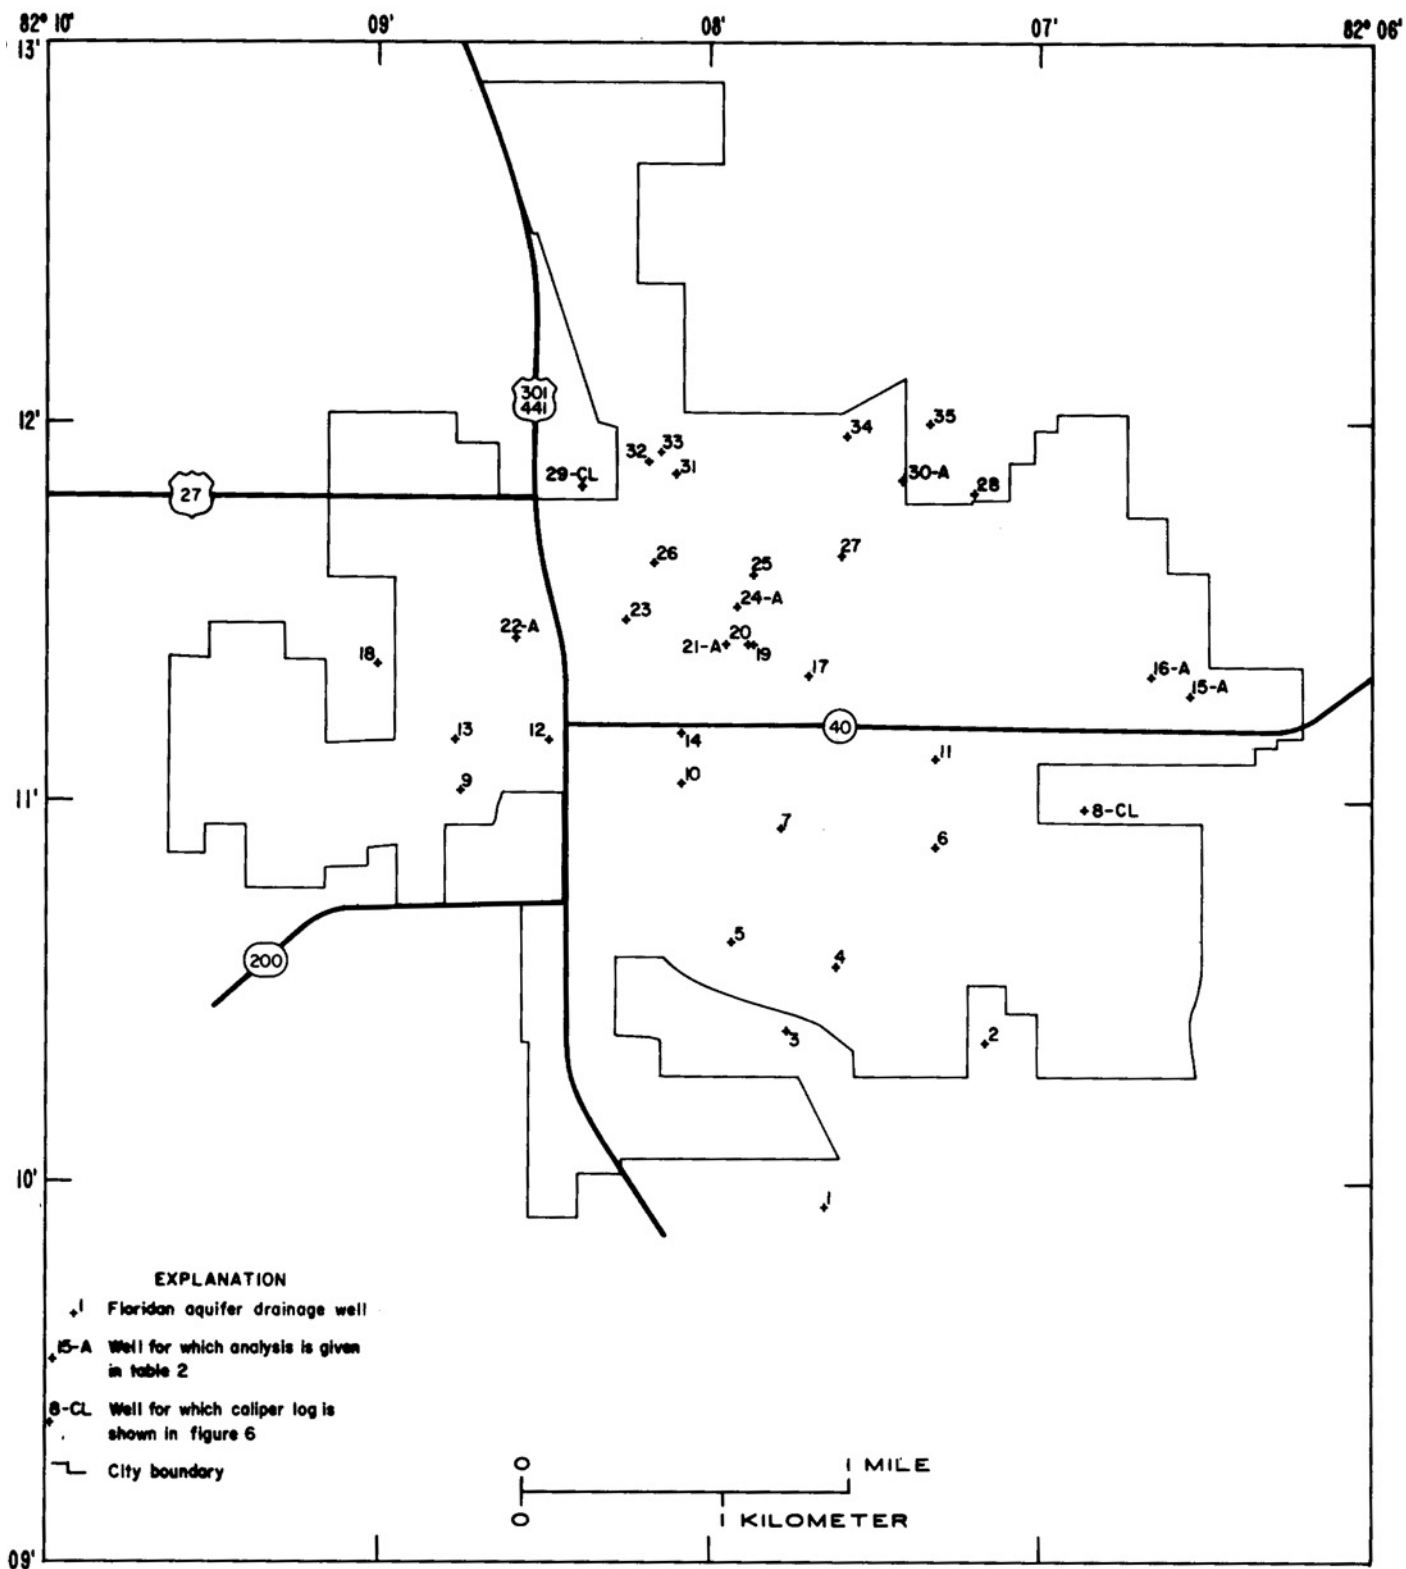 82° 10' 09' 08' 07' 82° 06'
13'
301
441
12'
35
34
33
32
31
30-A
29-CL
28
27
27
26
25
24-A
23
22-A
20
21-A
19
18
17
16-A
15-A
40
13
12
14
11
10
9
11'
8-CL
7
6
5
4
200
3
2
10'
1
EXPLANATION
1 Floridan aquifer drainage well
15-A Well for which analysis is given
in table 2
8-CL Well for which caliper log is
shown in figure 6
City boundary
0 1 MILE
0 1 KILOMETER
09'